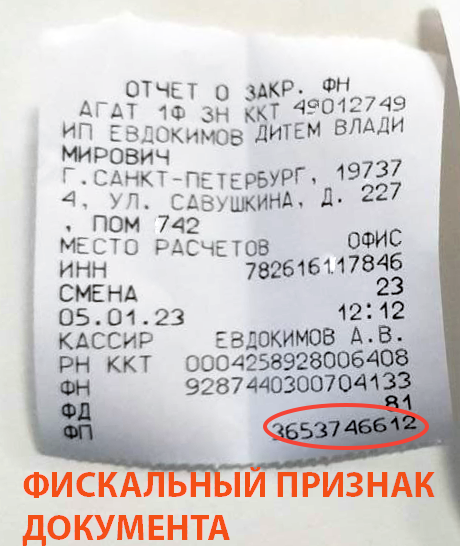 ОТЧЕТ О ЗАКР. ФН
АГАТ 1Ф ЗН ККТ 49012749
ИП ЕВДОКИМОВ ДИТЕМ ВЛАДИ
МИРОВИЧ
Г.САНКТ-ПЕТЕРБУРГ, 19737
4, УЛ. САВУШКИНА, Д. 227
, ПОМ 742
МЕСТО РАСЧЕТОВ ОФИС
ИНН 782616117846
СМЕНА 23
05.01.23 12:12
КАССИР ЕВДОКИМОВ А.В.
РН ККТ 0004258928006408
ФН 9287440300704133
ФД 81
ФП 3653746612
ФИСКАЛЬНЫЙ ПРИЗНАК
ДОКУМЕНТА